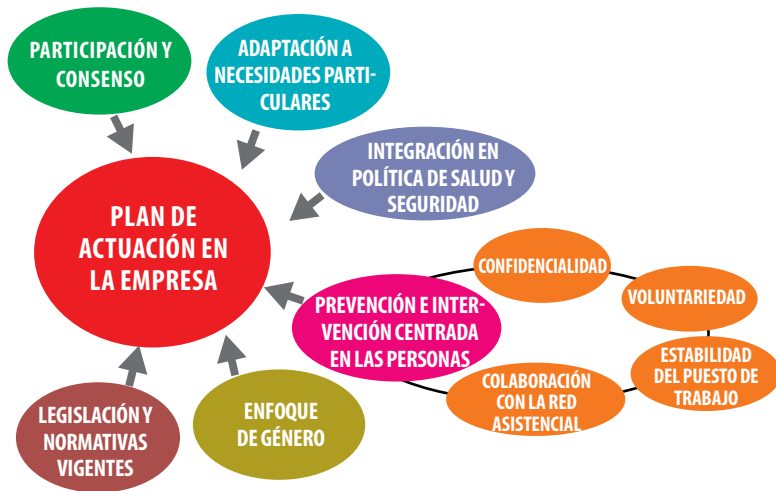 PARTICIPACIÓN Y
CONSENSO
ADAPTACIÓN A
NECESIDADES PARTI-
CULARES
INTEGRACIÓN EN
POLÍTICA DE SALUD Y
SEGURIDAD
PLAN DE
ACTUACIÓN EN
LA EMPRESA
PREVENCIÓN E INTER-
VENCIÓN CENTRADA
EN LAS PERSONAS
CONFIDENCIALIDAD
VOLUNTARIEDAD
ESTABILIDAD
DEL PUESTO DE
TRABAJO
COLABORACIÓN
CON LA RED
ASISTENCIAL
ENFOQUE
DE GÉNERO
LEGISLACIÓN Y
NORMATIVAS
VIGENTES